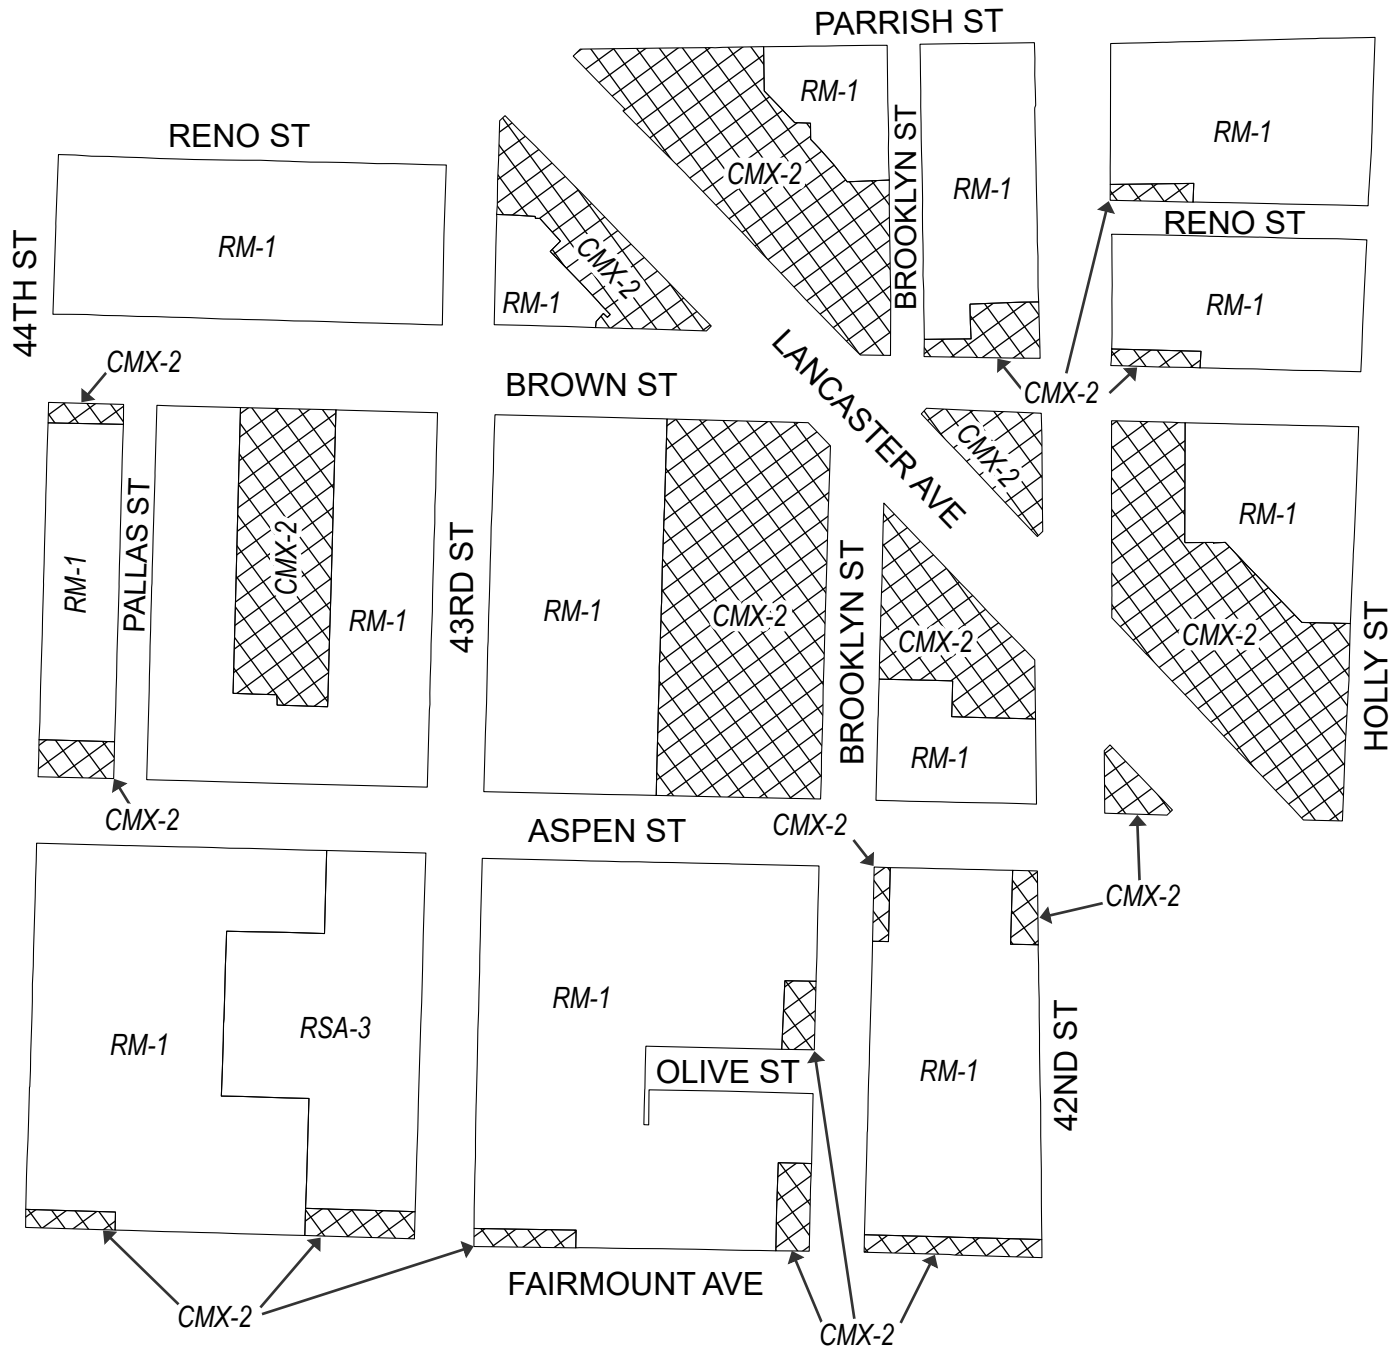 PARRISH ST
RM-1
RENO ST
BROOKLYN ST
RM-1
CMX-2
RM-1
RM-1
RENO ST
44TH ST
RM-1
CMX-2
RM-1
RM-1
CMX-2
BROWN ST
LANCASTER AVE
CMX-2
CMX-2
PALLAS ST
RM-1
CMX-2
RM-1
43RD ST
RM-1
CMX-2
BROOKLYN ST
CMX-2
RM-1
RM-1
CMX-2
HOLLY ST
CMX-2
ASPEN ST
CMX-2
CMX-2
RM-1
RSA-3
RM-1
OLIVE ST
RM-1
42ND ST
FAIRMOUNT AVE
CMX-2
CMX-2